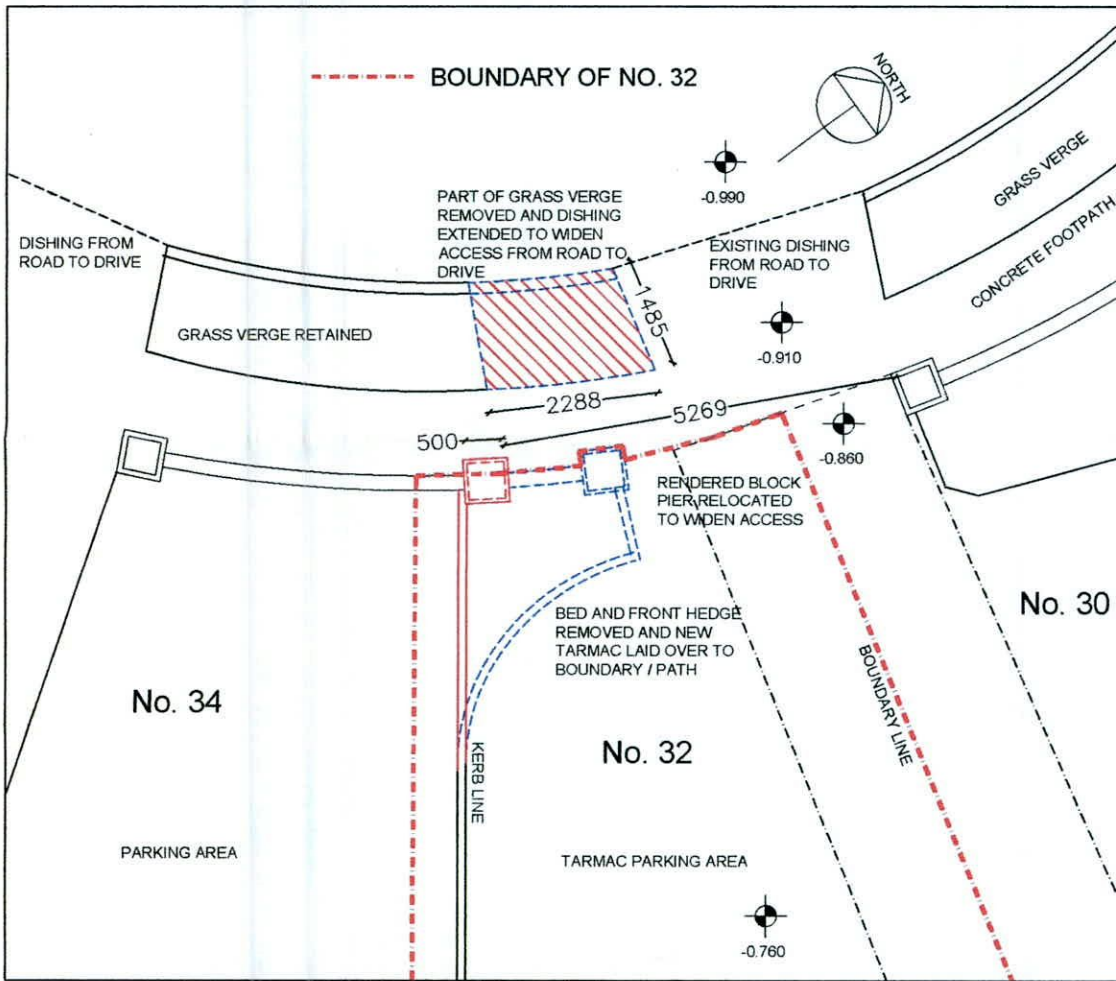 BOUNDARY OF NO. 32
NORTH
-0.990
PART OF GRASS VERGE
REMOVED AND DISHING
EXTENDED TO WIDEN
ACCESS FROM ROAD TO
DRIVE
GRASS VERGE
CONCRETE FOOTPATH
DISHING FROM
ROAD TO DRIVE
EXISTING DISHING
FROM ROAD TO
DRIVE
1485
GRASS VERGE RETAINED
-0.910
2288
5269
500
-0.860
RENDERED BLOCK
PIER RELOCATED
TO WIDEN ACCESS
No. 30
BED AND FRONT HEDGE
REMOVED AND NEW
TARMAC LAID OVER TO
BOUNDARY / PATH
BOUNDARY LINE
No. 34
No. 32
KERB LINE
PARKING AREA
TARMAC PARKING AREA
-0.760